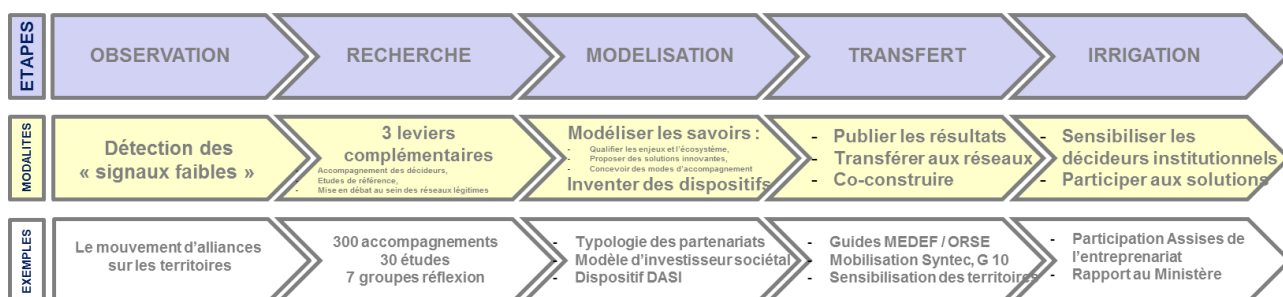 ETAPES
OBSERVATION
RECHERCHE
MODELISATION
TRANSFERT
IRRIGATION
MODALITES
Détection des
« signaux faibles »
3 leviers
complémentaires
- Accompagnement des décideurs,
- Etudes de référence,
- Mise en débat au sein des réseaux légitimes
Modéliser les savoirs :
- Qualifier les enjeux et l'écosystème,
- Proposer des solutions innovantes,
- Concevoir des modes d'accompagnement
Inventer des dispositifs
- Publier les résultats
- Transférer aux réseaux
- Co-construire
- Sensibiliser les
décideurs institutionnels
- Participer aux solutions
EXEMPLES
Le mouvement d'alliances
sur les territoires
300 accompagnements
30 études
7 groupes réflexion
- Typologie des partenariats
- Modèle d'investisseur sociétal
- Dispositif DASI
- Guides MEDEF / ORSE
- Mobilisation Syntec, G 10
- Sensibilisation des territoires
- Participation Assises de
l'entreprenariat
- Rapport au Ministère